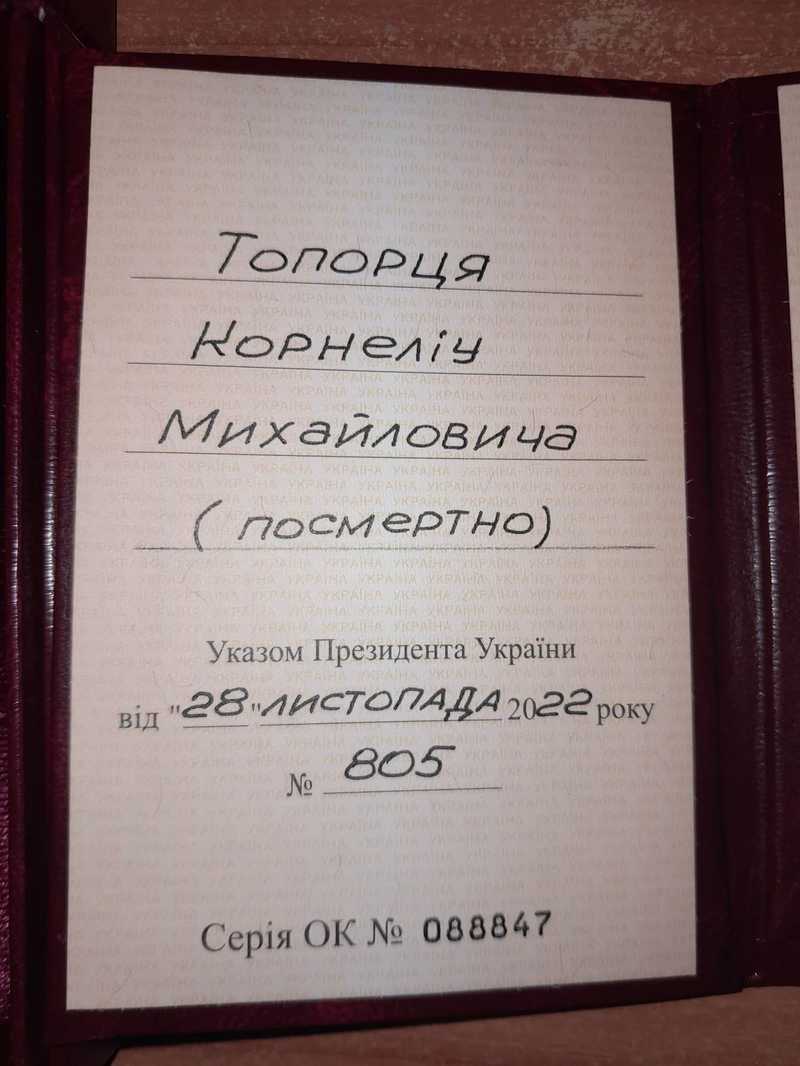 Топорця
Корнеліу
Михайловича
(посмертно)
Указом Президента України
від "28" ЛИСТОПАДА 2022 року
№ 805
Серія ОК № 088847